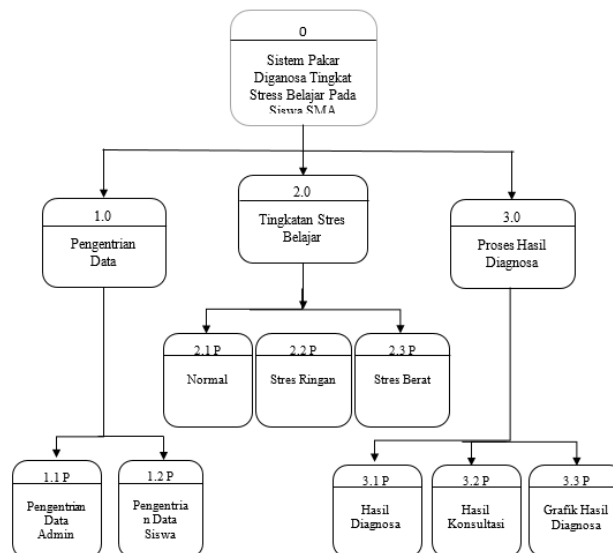 0
Sistem Pakar
Diganosa Tingkat
Stress Belajar Pada
Siswa SMA
1.0
Pengentrian
Data
2.0
Tingkatan Stres
Belajar
3.0
Proses Hasil
Diagnosa
2.1 P
Normal
2.2 P
Stres Ringan
2.3 P
Stres Berat
1.1 P
Pengentrian
Data
Admin
1.2 P
Pengentria
n Data
Siswa
3.1 P
Hasil
Diagnosa
3.2 P
Hasil
Konsultasi
3.3 P
Grafik Hasil
Diagnosa